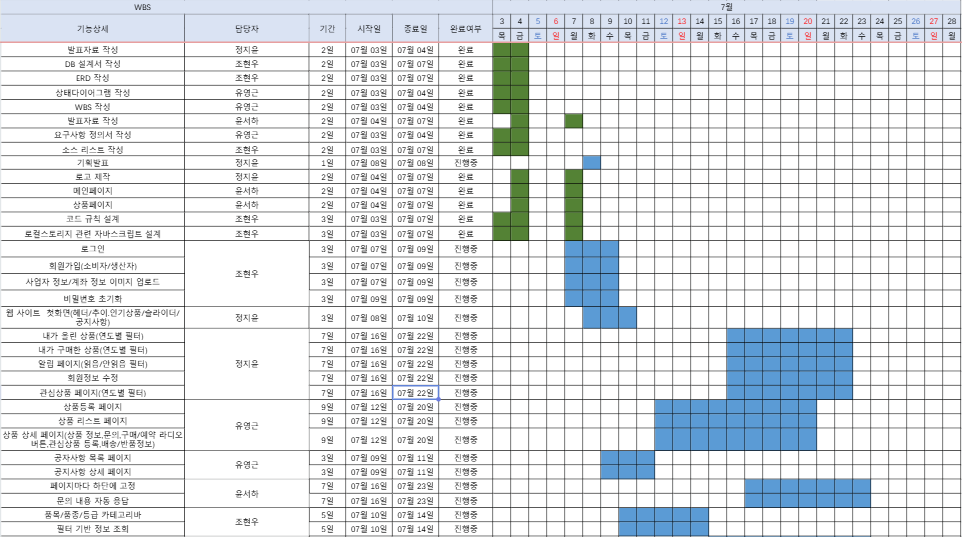 WBS 7월
기능상세 담당자 기간 시작일 종료일 완료여부 3 4 5 6 7 8 9 10 11 12 13 14 15 16 17 18 19 20 21 22 23 24 25 26 27 28
목 금 토 일 월 화 수 목 금 토 일 월 화 수 목 금 토 일 월 화 수 목 금 토 일 월
발표자료 작성 정지윤 2일 07월 03일 07월 04일 완료
DB 설계서 작성 조현우 2일 07월 03일 07월 07일 완료
ERD 작성 조현우 2일 07월 03일 07월 07일 완료
상태다이어그램 작성 유영근 2일 07월 03일 07월 04일 완료
WBS 작성 유영근 2일 07월 03일 07월 04일 완료
발표자료 작성 윤서하 2일 07월 04일 07월 07일 완료
요구사항 정의서 작성 유영근 2일 07월 03일 07월 04일 완료
소스 리스트 작성 조현우 2일 07월 03일 07월 07일 완료
기획발표 정지윤 1일 07월 08일 07월 08일 진행중
로고 제작 정지윤 2일 07월 04일 07월 07일 완료
메인페이지 윤서하 2일 07월 04일 07월 07일 완료
상품페이지 윤서하 2일 07월 04일 07월 07일 완료
코드 규칙 설계 조현우 3일 07월 03일 07월 07일 완료
로컬스토리지 관련 자바스크립트 설계 조현우 3일 07월 03일 07월 07일 완료
로그인 조현우 3일 07월 07일 07월 09일 진행중
회원가입(소비자/생산자) 3일 07월 07일 07월 09일 진행중
사업자 정보/계좌 정보 이미지 업로드 3일 07월 07일 07월 09일 진행중
비밀번호 초기화 3일 07월 09일 07월 09일 진행중
웹 사이트 첫화면(헤더/추이,인기상품/슬라이더/
공지사항) 정지윤 3일 07월 08일 07월 10일 진행중
내가 올린 상품(연도별 필터) 정지윤 7일 07월 16일 07월 22일 진행중
내가 구매한 상품(연도별 필터) 7일 07월 16일 07월 22일 진행중
알림 페이지(읽음/안읽음 필터) 7일 07월 16일 07월 22일 진행중
회원정보 수정 7일 07월 16일 07월 22일 진행중
관심상품 페이지(연도별 필터) 7일 07월 16일 07월 22일 진행중
상품등록 페이지 유영근 9일 07월 12일 07월 20일 진행중
상품 리스트 페이지 9일 07월 12일 07월 20일 진행중
상품 상세 페이지(상품 정보,문의,구매/예약 라디오
버튼,관심상품 등록,배송/반품정보) 9일 07월 12일 07월 20일 진행중
공자사항 목록 페이지 유영근 3일 07월 09일 07월 11일 진행중
공지사항 상세 페이지 3일 07월 09일 07월 11일 진행중
페이지마다 하단에 고정 윤서하 7일 07월 16일 07월 23일 진행중
문의 내용 자동 응답 7일 07월 16일 07월 23일 진행중
품목/품종/등급 카테고리바 조현우 5일 07월 10일 07월 14일 진행중
필터 기반 정보 조회 5일 07월 10일 07월 14일 진행중